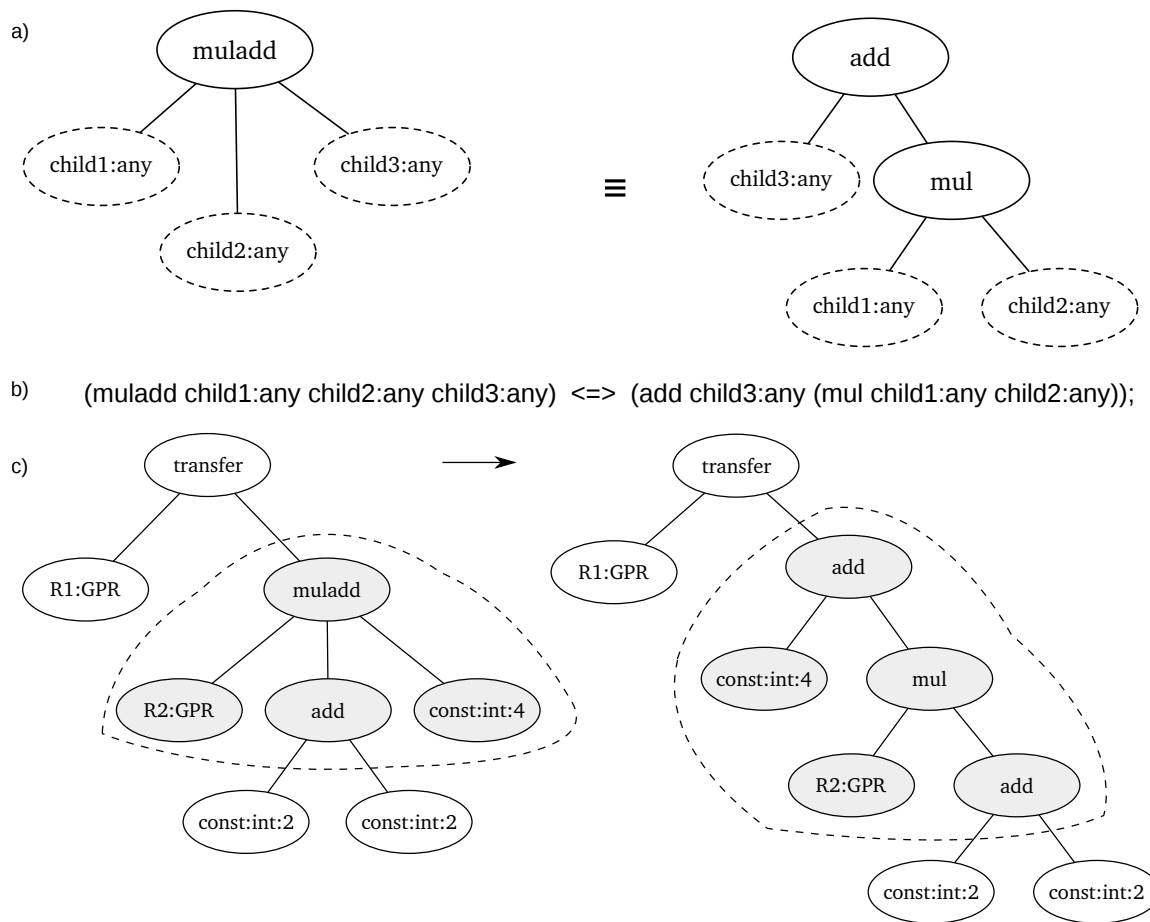 a)
muladd
add
child1:any
child3:any
child2:any
≡
child3:any
mul
child1:any
child2:any
b)
(muladd child1:any child2:any child3:any) <=> (add child3:any (mul child1:any child2:any));
c)
transfer
R1:GPR
muladd
R2:GPR
add
const:int:4
const:int:2
const:int:2
transfer
R1:GPR
add
const:int:4
mul
R2:GPR
add
const:int:2
const:int:2